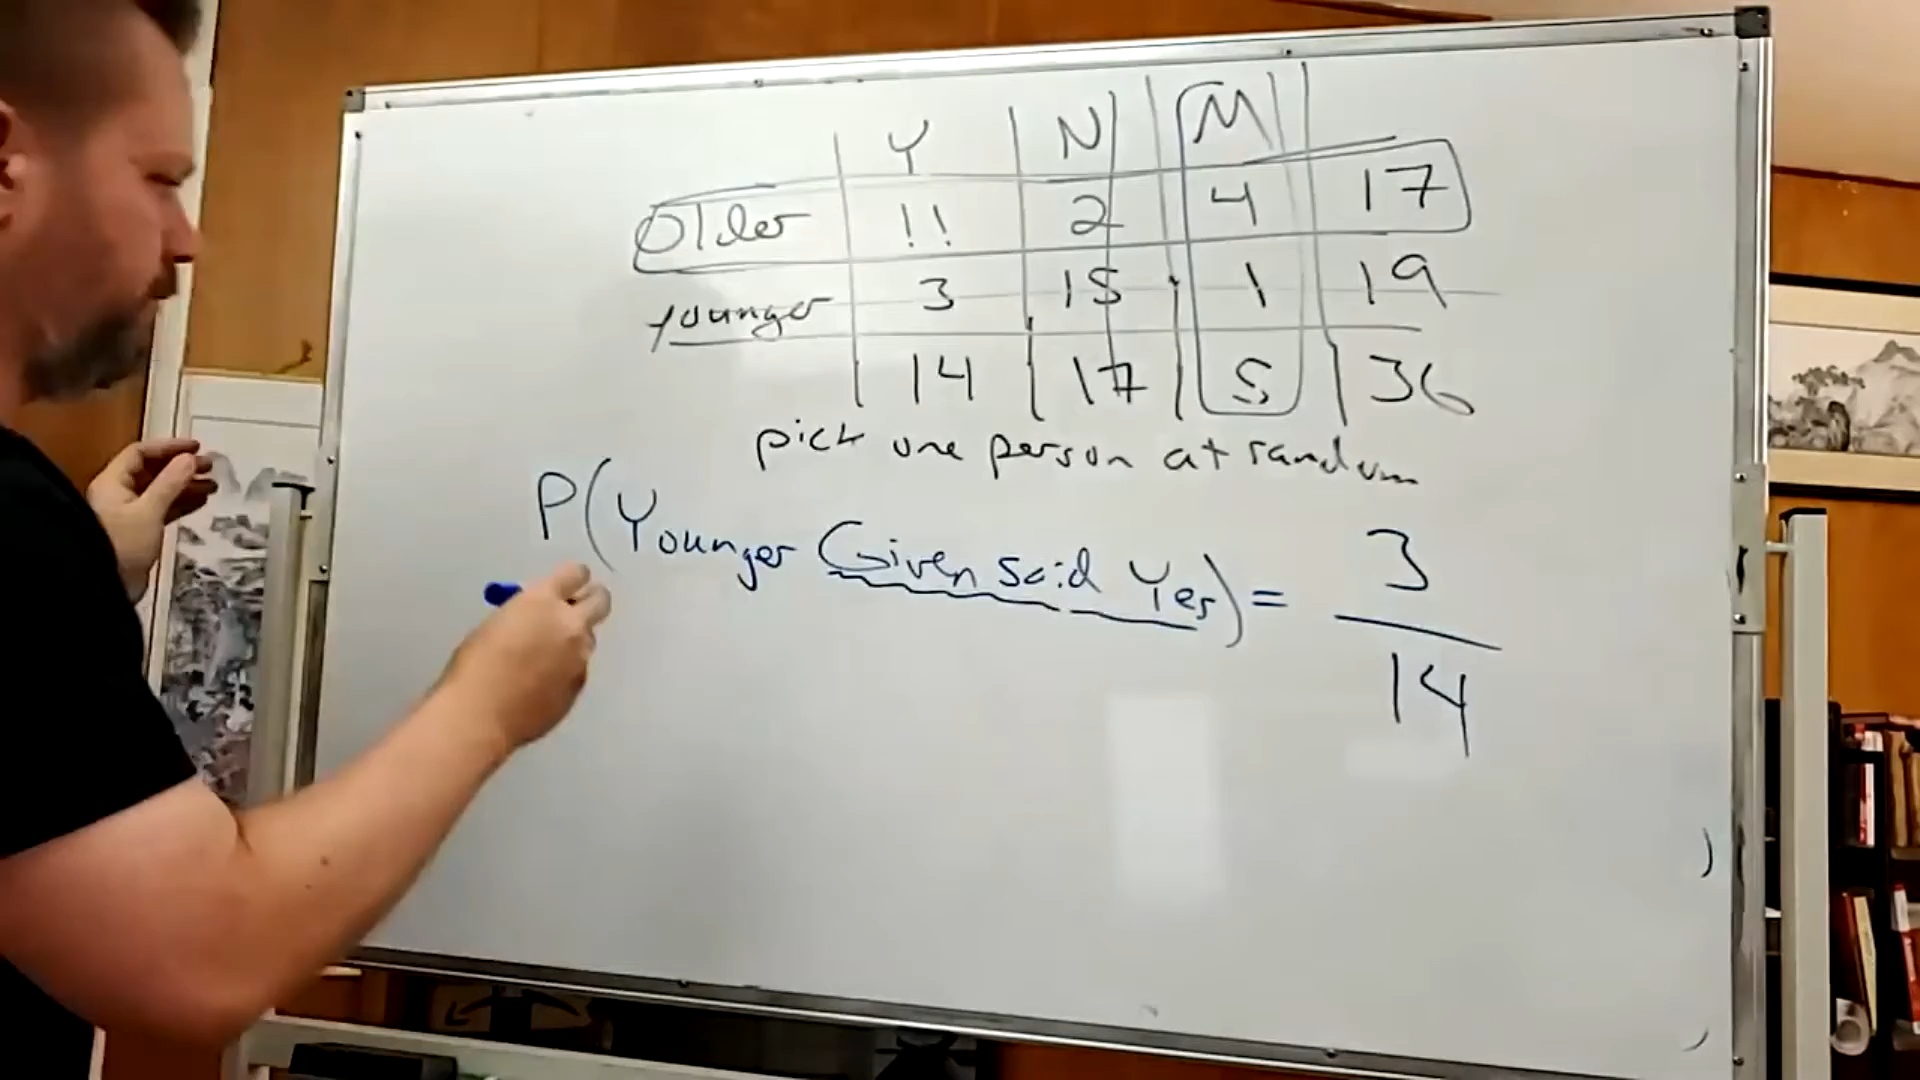 Y N M
Older 11 2 4 17
younger 3 15 1 19
14 17 5 36
pick one person at random
P(Younger Given said Yes) = 3
14